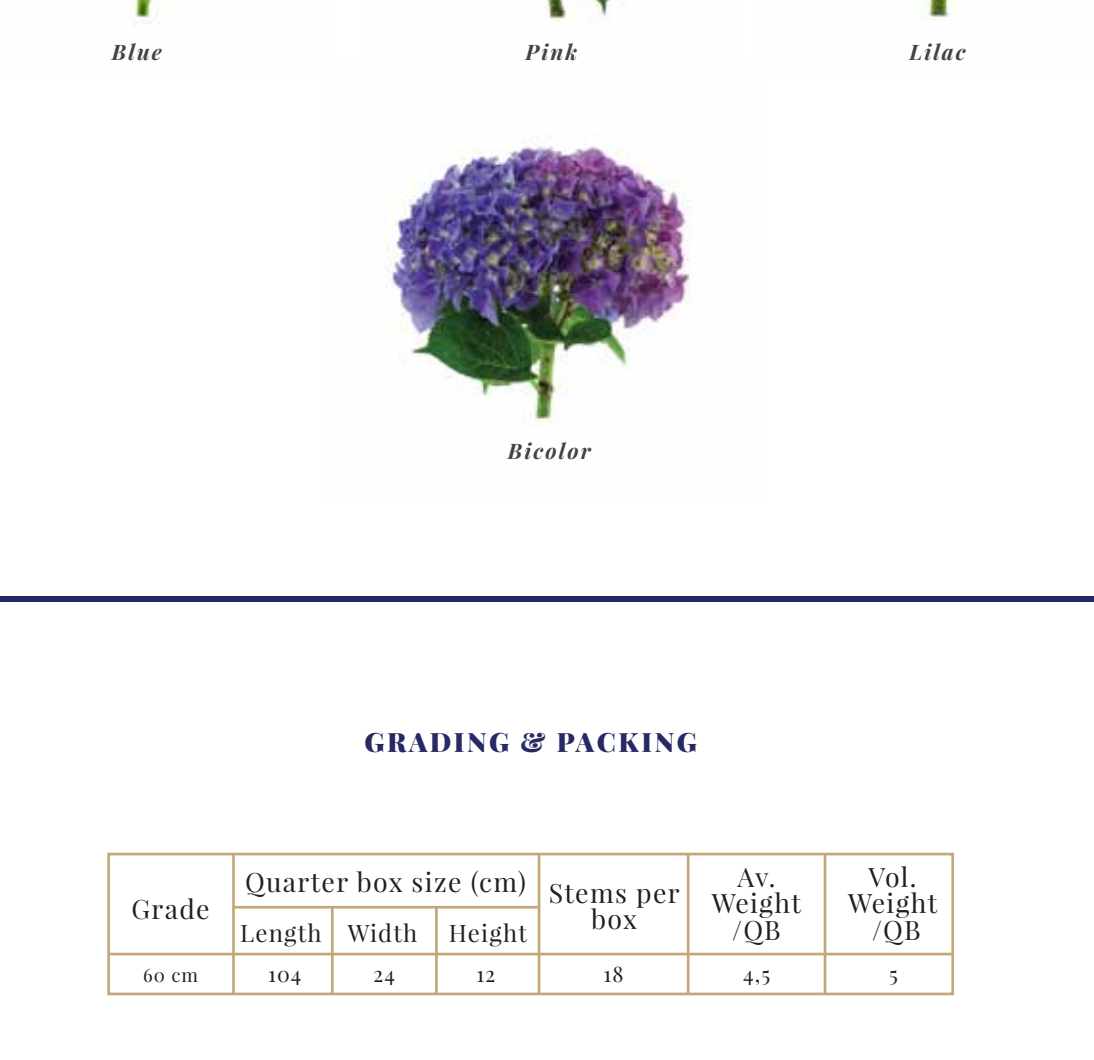 Blue Pink Lilac
Bicolor
GRADING & PACKING
Grade Quarter box size (cm) Stems per box Av. Weight /QB Vol. Weight /QB
Length Width Height
60 cm 104 24 12 18 4,5 5